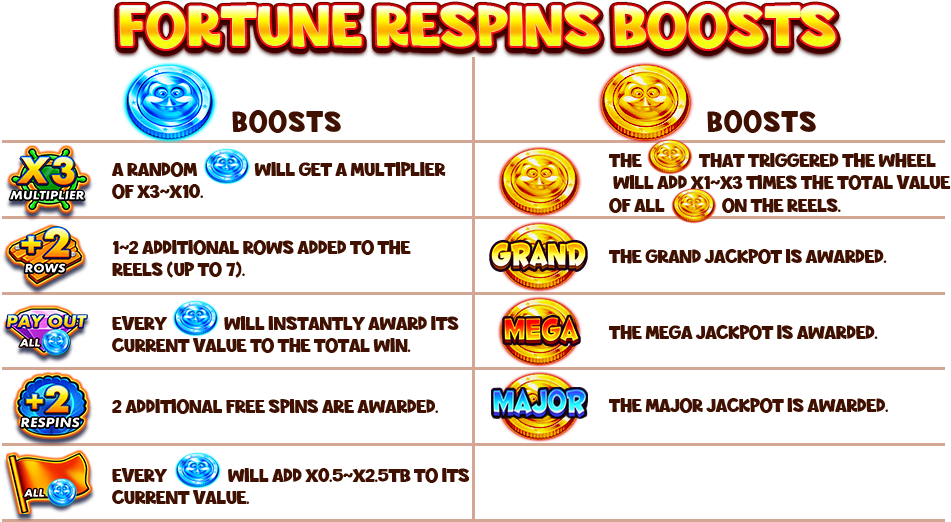 FORTUNE RESPINS BOOSTS
BOOSTS
X3
MULTIPLIER
A RANDOM WILL GET A MULTIPLIER
OF X3~X10.
+2
ROWS
1~2 ADDITIONAL ROWS ADDED TO THE
REELS (UP TO 7).
PAY OUT
ALL
EVERY WILL INSTANTLY AWARD ITS
CURRENT VALUE TO THE TOTAL WIN.
+2
RESPINS
2 ADDITIONAL FREE SPINS ARE AWARDED.
ALL
EVERY WILL ADD X0.5~X2.5TB TO ITS
CURRENT VALUE.
BOOSTS
THE THAT TRIGGERED THE WHEEL
WILL ADD X1~X3 TIMES THE TOTAL VALUE
OF ALL ON THE REELS.
GRAND
THE GRAND JACKPOT IS AWARDED.
MEGA
THE MEGA JACKPOT IS AWARDED.
MAJOR
THE MAJOR JACKPOT IS AWARDED.